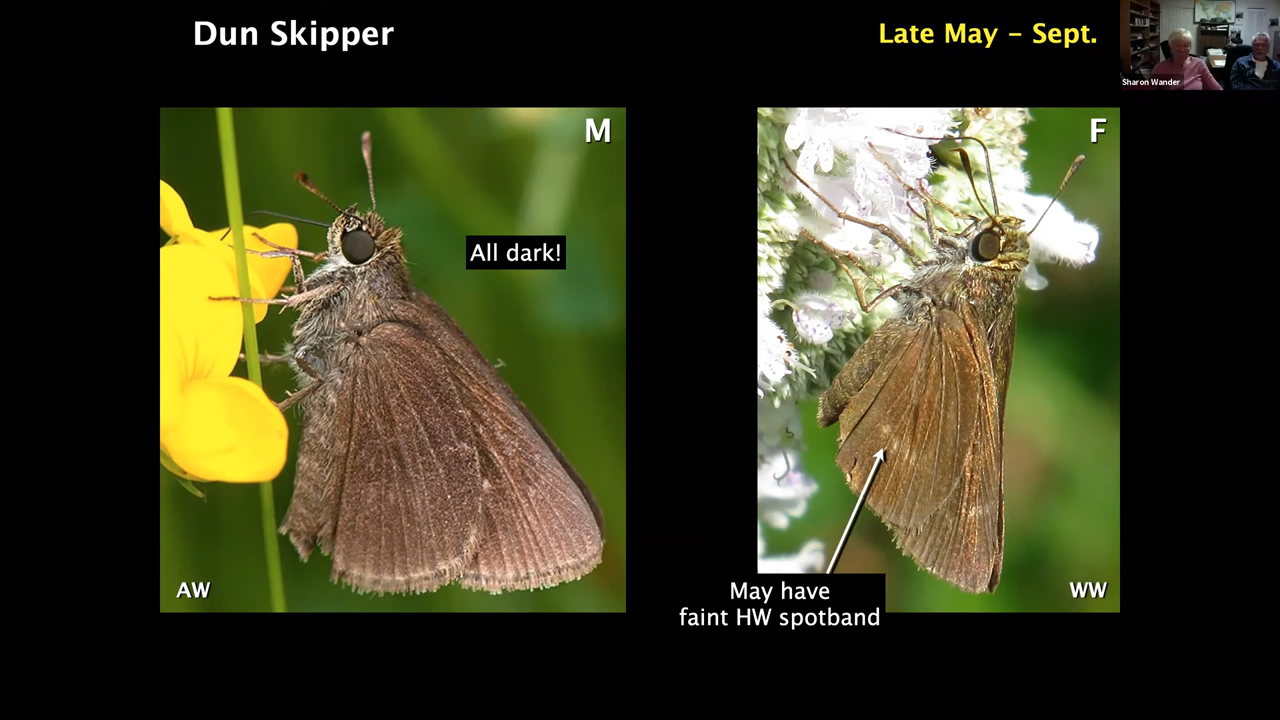 Dun Skipper
Late May – Sept.
Sharon Wander
M
F
All dark!
AW
WW
May have
faint HW spotband